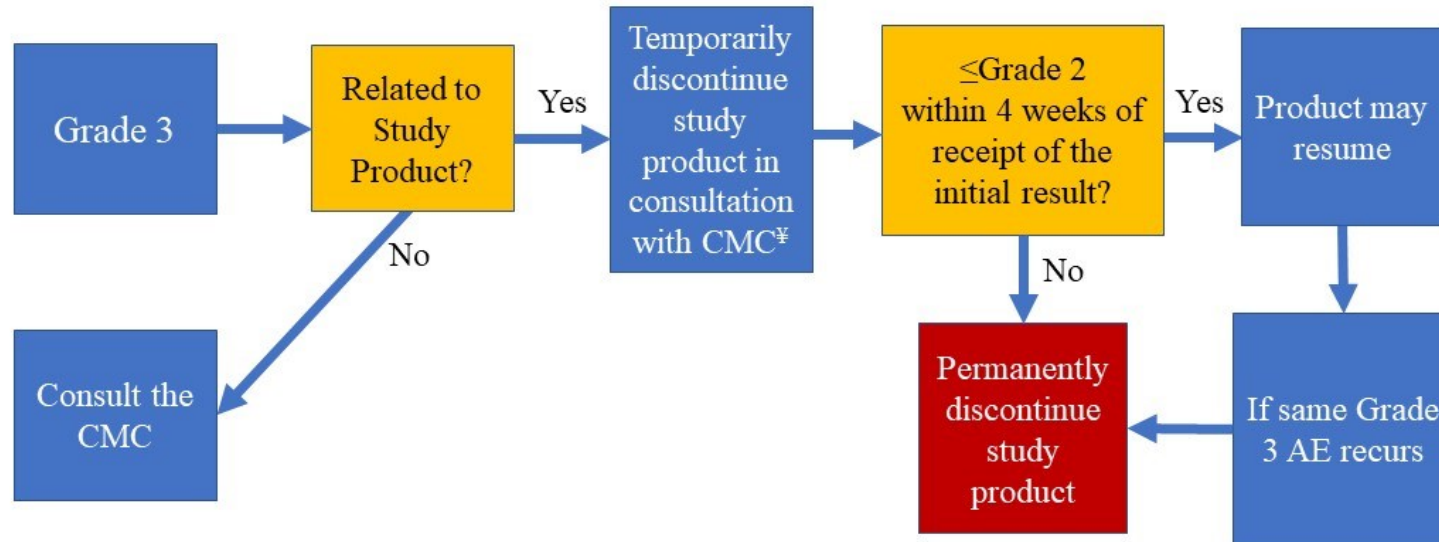 Grade 3
Related to
Study
Product?
Yes
No
Consult the
CMC
Temporarily
discontinue
study
product in
consultation
with CMC¥
≤Grade 2
within 4 weeks of
receipt of the
initial result?
Yes
No
Product may
resume
If same Grade
3 AE recurs
Permanently
discontinue
study
product